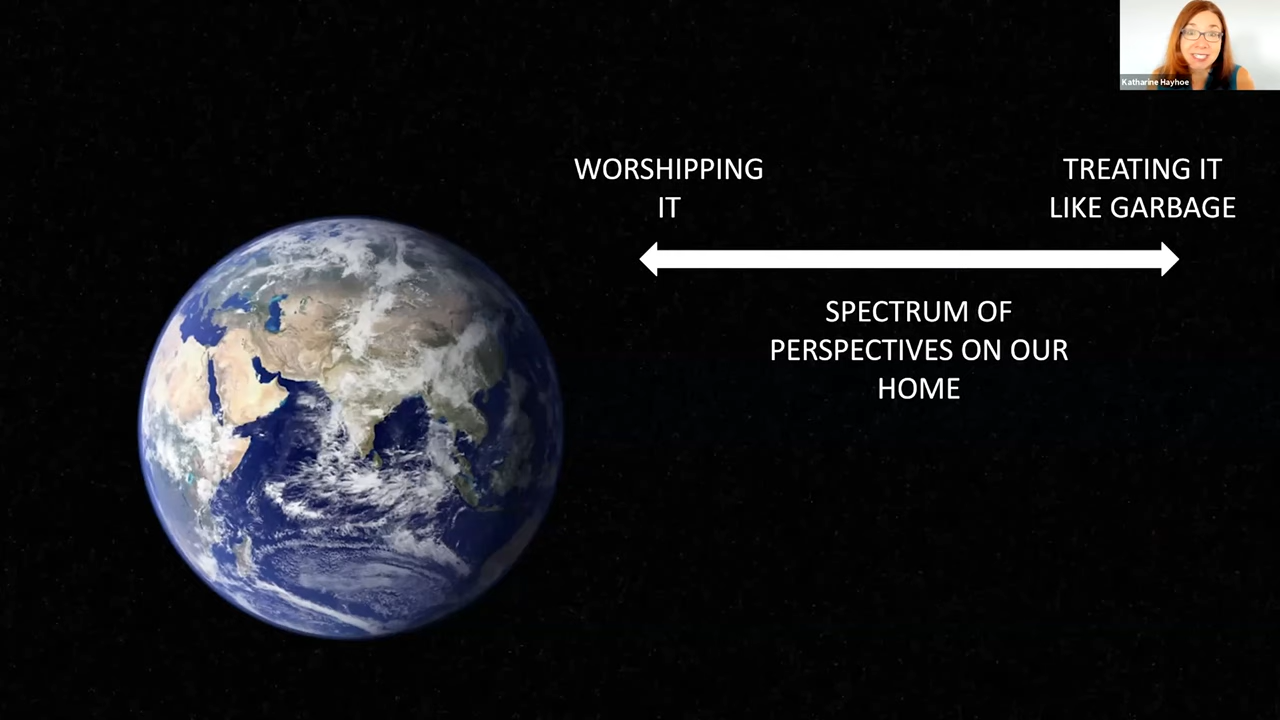 Katharine Hayhoe
WORSHIPPING
IT
TREATING IT
LIKE GARBAGE
SPECTRUM OF
PERSPECTIVES ON OUR
HOME